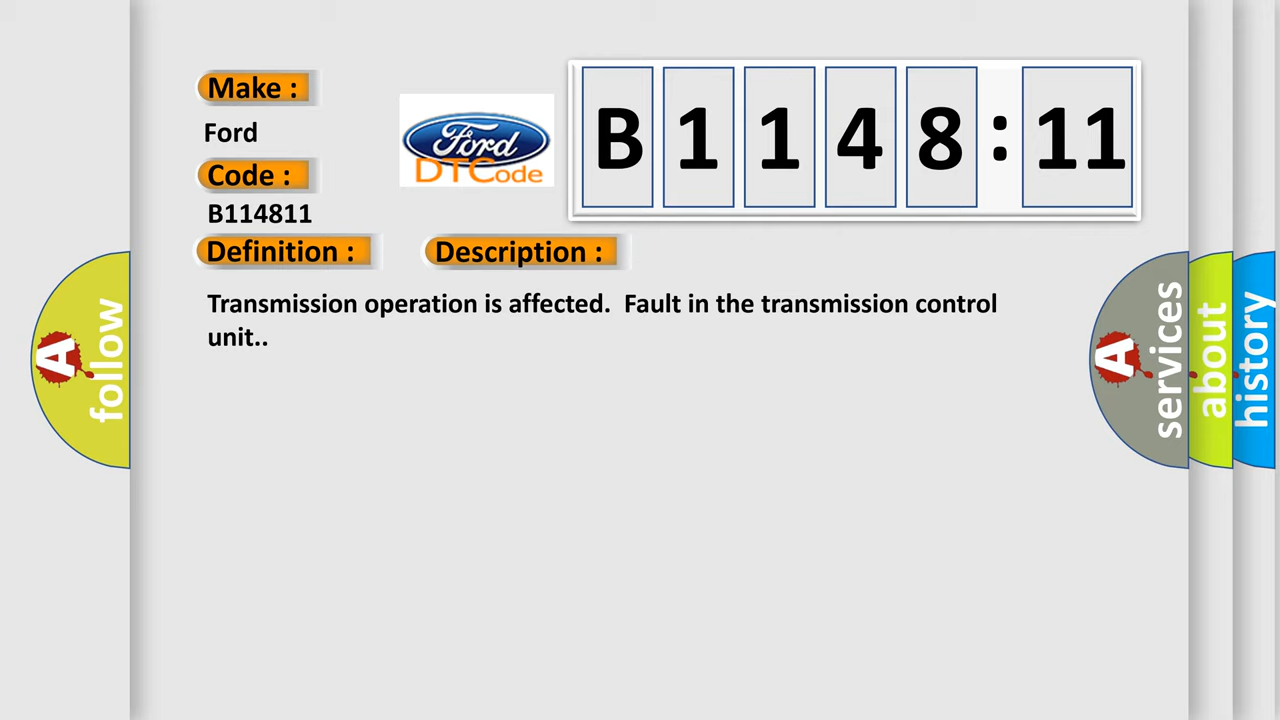 Make :
Ford
Code :
B114811
Ford
DTCode
B 1 1 4 8 : 11
Definition :
Description :
Transmission operation is affected. Fault in the transmission control
unit..
A follow
A services
about
history